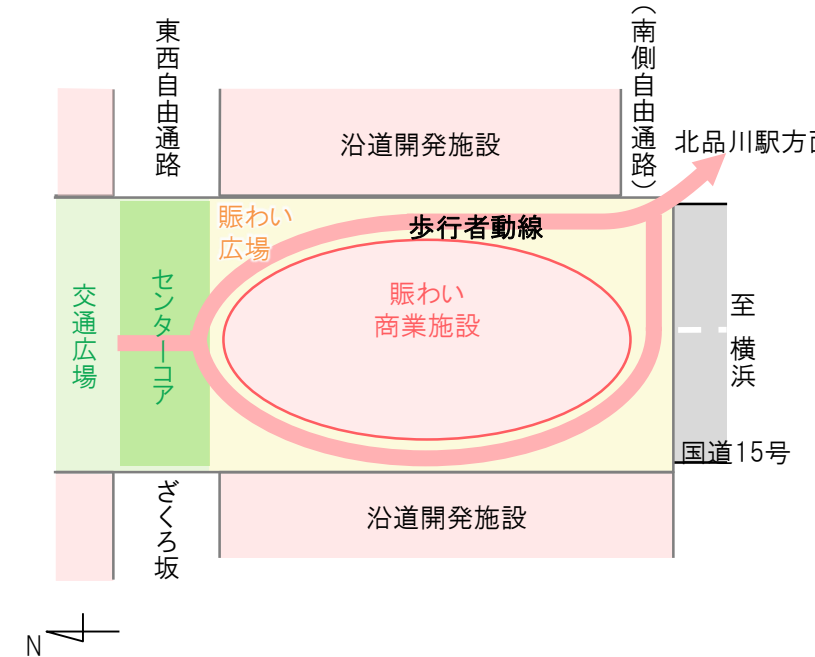 東西自由通路
(南側自由通路)
沿道開発施設
北品川駅方面
賑わい
広場
歩行者動線
交通広場
センターコア
賑わい
商業施設
至 横浜
国道15号
ざくろ坂
沿道開発施設
N